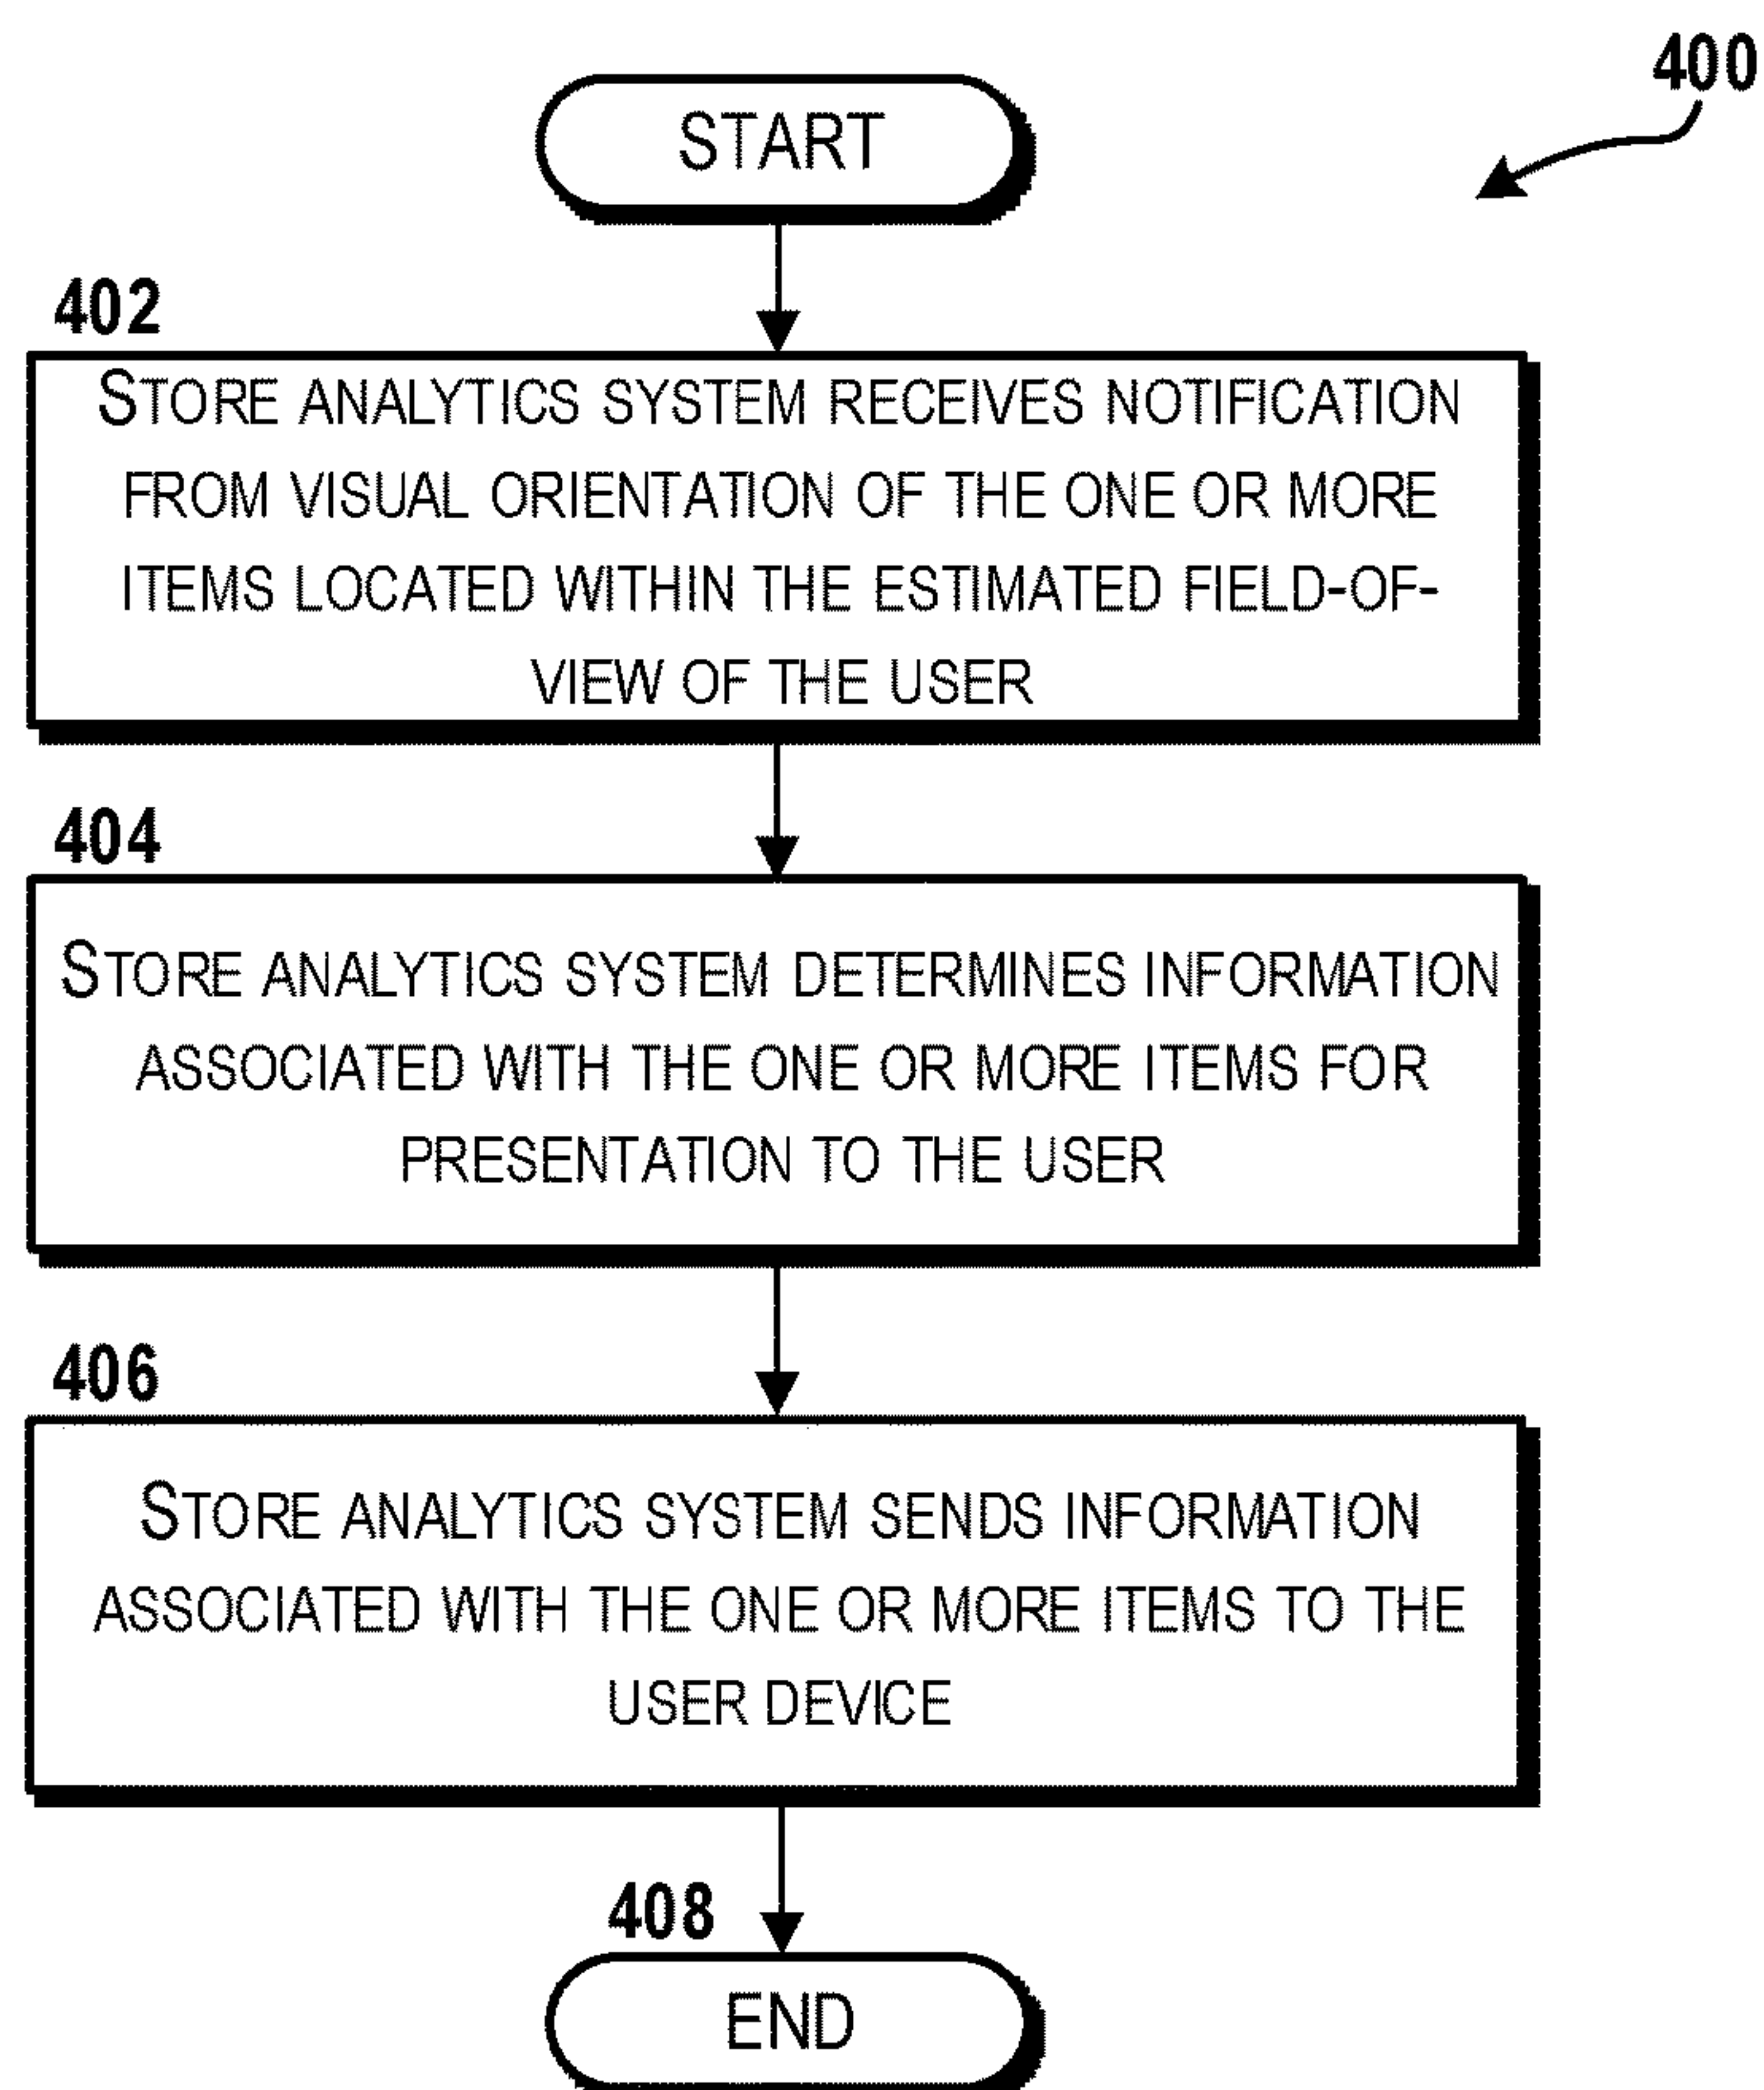 400
START
402
STORE ANALYTICS SYSTEM RECEIVES NOTIFICATION
FROM VISUAL ORIENTATION OF THE ONE OR MORE
ITEMS LOCATED WITHIN THE ESTIMATED FIELD-OF-
VIEW OF THE USER
404
STORE ANALYTICS SYSTEM DETERMINES INFORMATION
ASSOCIATED WITH THE ONE OR MORE ITEMS FOR
PRESENTATION TO THE USER
406
STORE ANALYTICS SYSTEM SENDS INFORMATION
ASSOCIATED WITH THE ONE OR MORE ITEMS TO THE
USER DEVICE
408
END